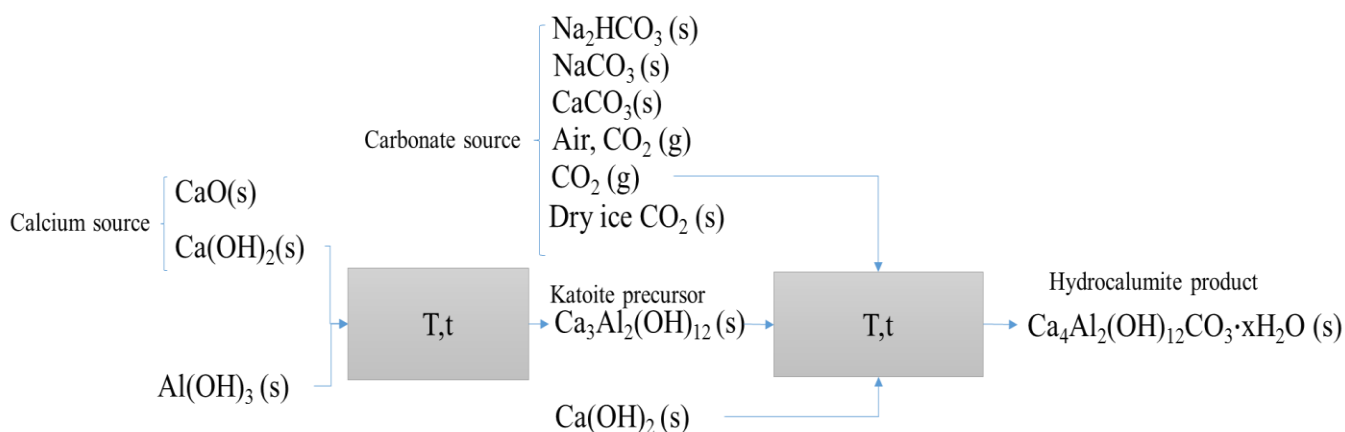 Na₂HCO₃ (s)
NaCO₃ (s)
CaCO₃(s)
Carbonate source
Air, CO₂ (g)
CO₂ (g)
Dry ice CO₂ (s)
CaO(s)
Calcium source
Ca(OH)₂(s)
Al(OH)₃ (s)
T,t
Katoite precursor
Ca₃Al₂(OH)₁₂ (s)
Ca(OH)₂ (s)
T,t
Hydrocalumite product
Ca₄Al₂(OH)₁₂CO₃·xH₂O (s)